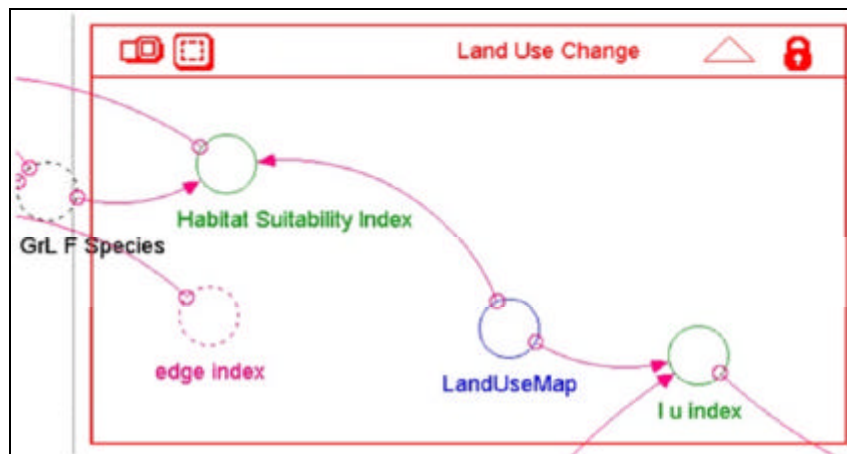 Land Use Change
Habitat Suitability Index
GrL F Species
edge index
LandUseMap
l u index